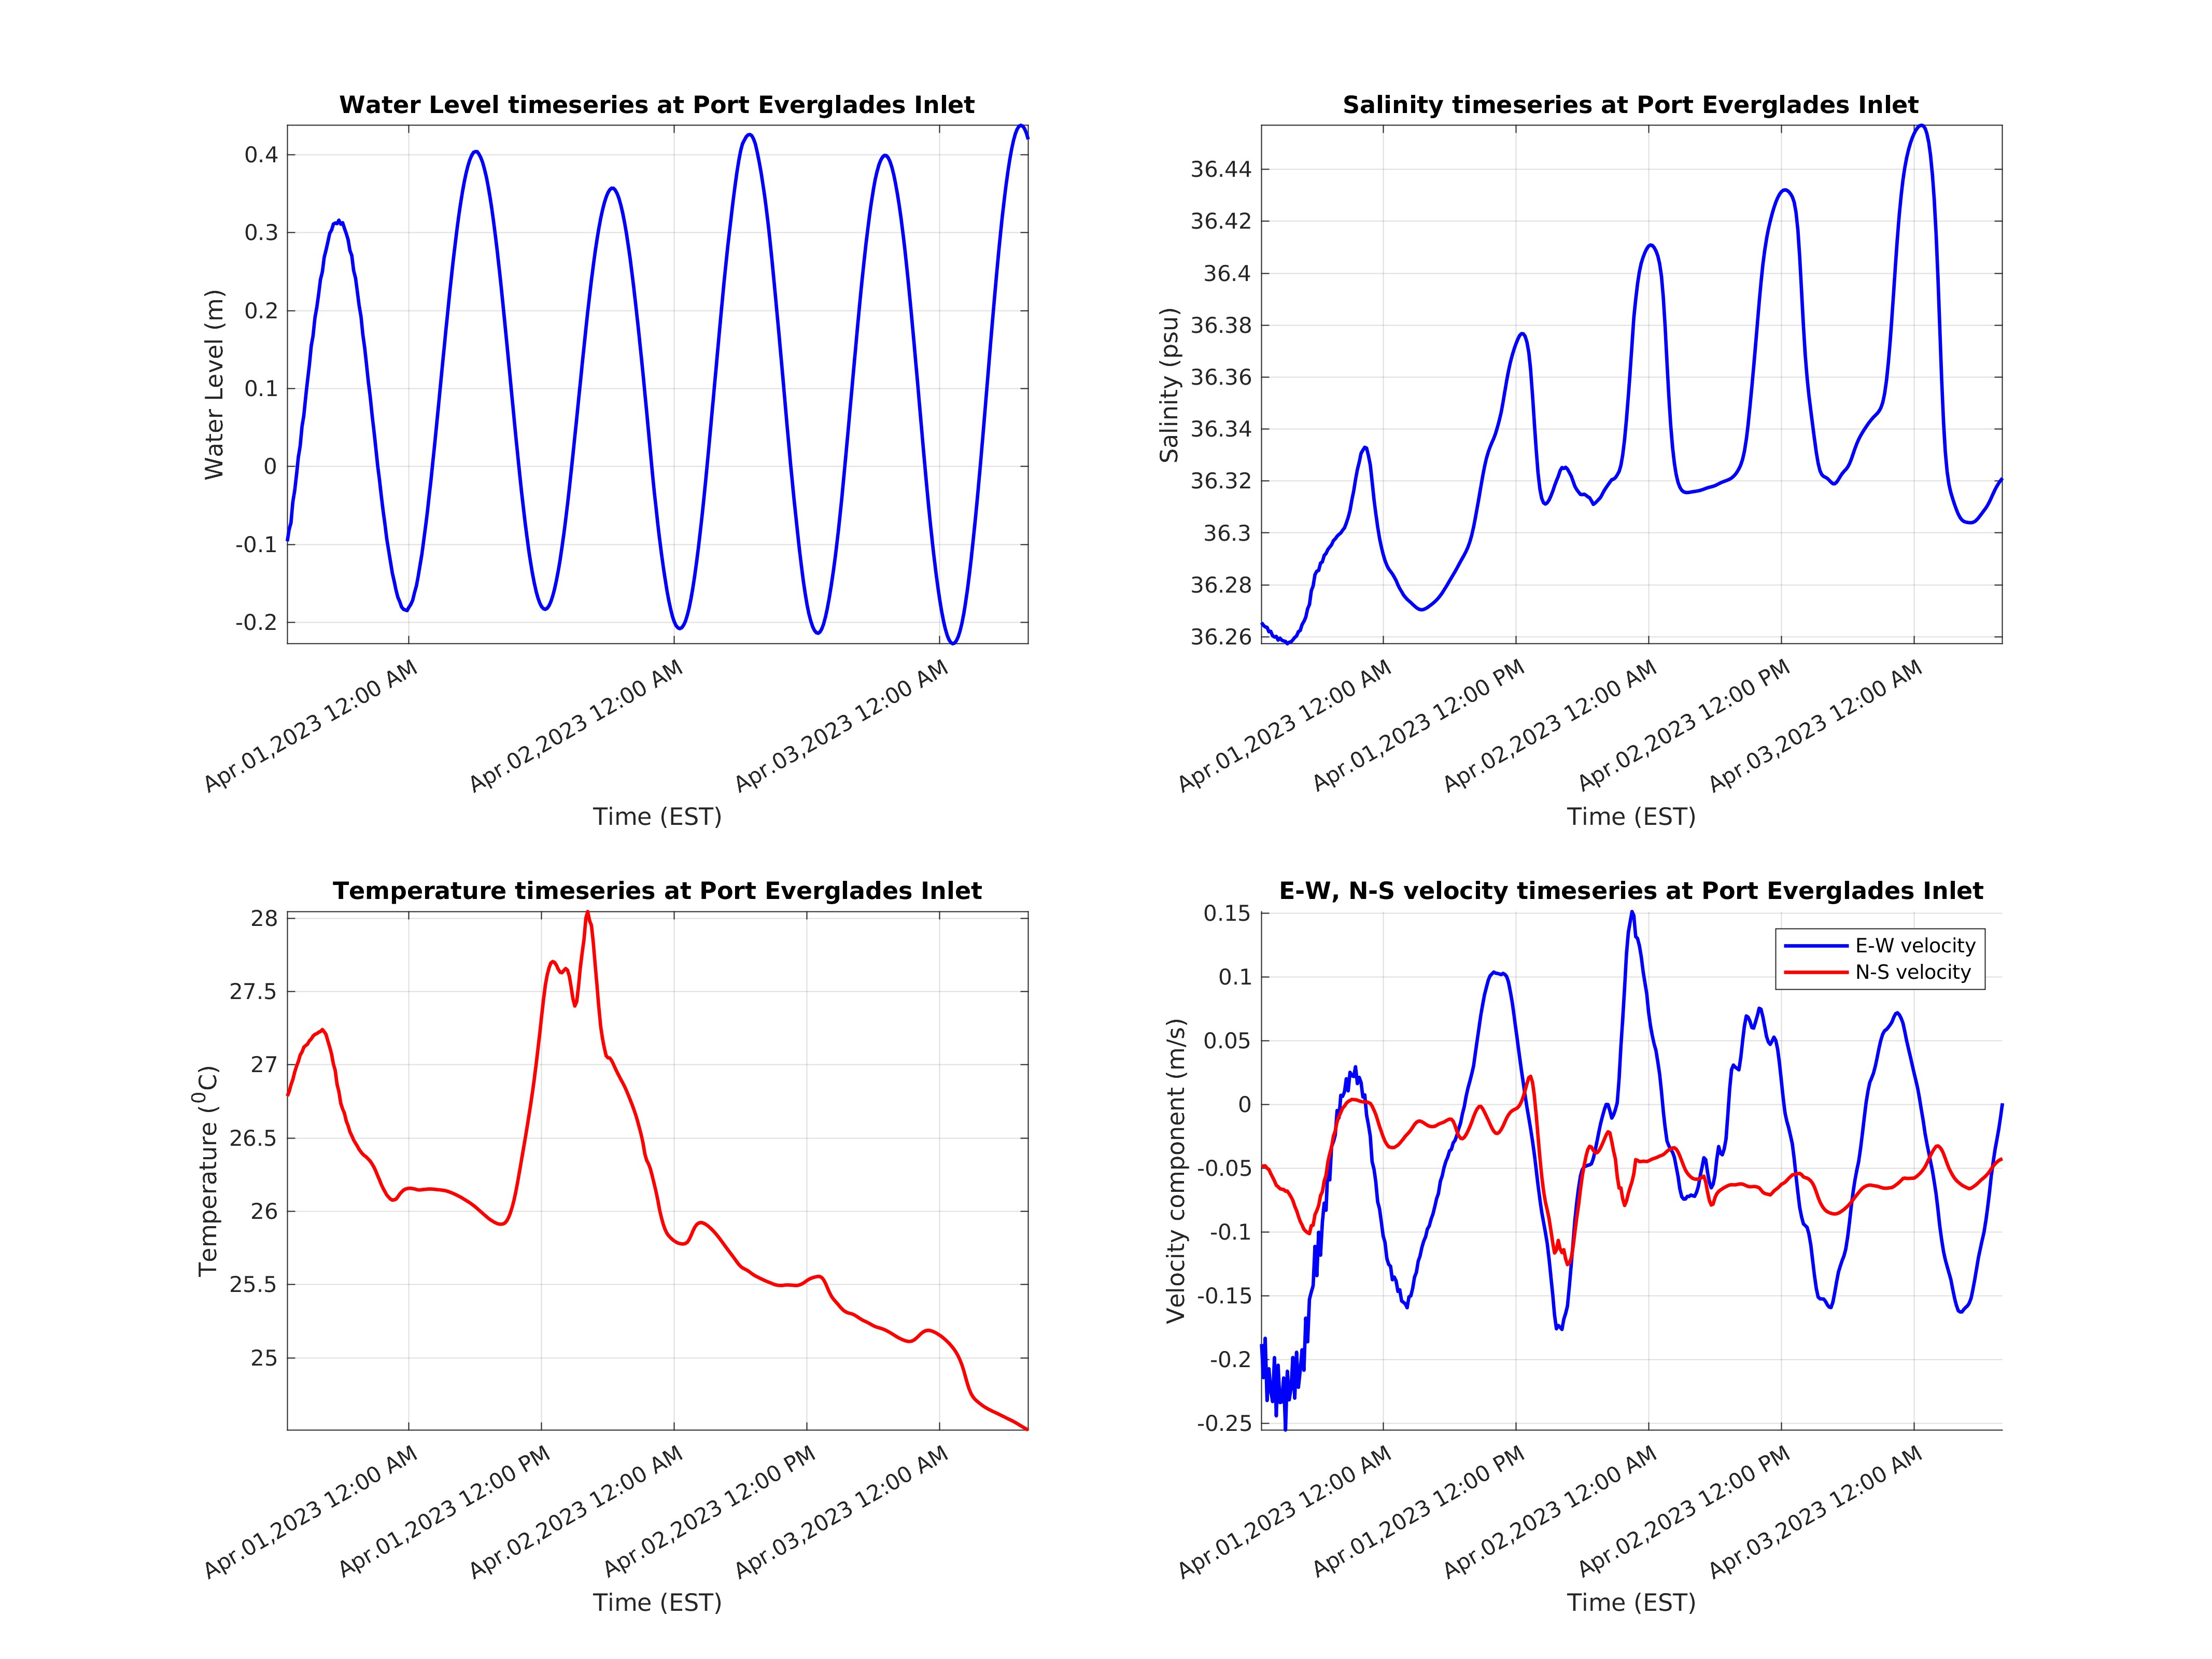 Water Level timeseries at Port Everglades Inlet
Water Level (m)
0.4
0.3
0.2
0.1
0
-0.1
-0.2
Apr.01,2023 12:00 AM
Apr.02,2023 12:00 AM
Apr.03,2023 12:00 AM
Time (EST)
Salinity timeseries at Port Everglades Inlet
Salinity (psu)
36.44
36.42
36.4
36.38
36.36
36.34
36.32
36.3
36.28
36.26
Apr.01,2023 12:00 AM
Apr.01,2023 12:00 PM
Apr.02,2023 12:00 AM
Apr.02,2023 12:00 PM
Apr.03,2023 12:00 AM
Time (EST)
Temperature timeseries at Port Everglades Inlet
Temperature (⁰C)
28
27.5
27
26.5
26
25.5
25
Apr.01,2023 12:00 AM
Apr.01,2023 12:00 PM
Apr.02,2023 12:00 AM
Apr.02,2023 12:00 PM
Apr.03,2023 12:00 AM
Time (EST)
E-W, N-S velocity timeseries at Port Everglades Inlet
Velocity component (m/s)
0.15
0.1
0.05
0
-0.05
-0.1
-0.15
-0.2
-0.25
E-W velocity
N-S velocity
Apr.01,2023 12:00 AM
Apr.01,2023 12:00 PM
Apr.02,2023 12:00 AM
Apr.02,2023 12:00 PM
Apr.03,2023 12:00 AM
Time (EST)